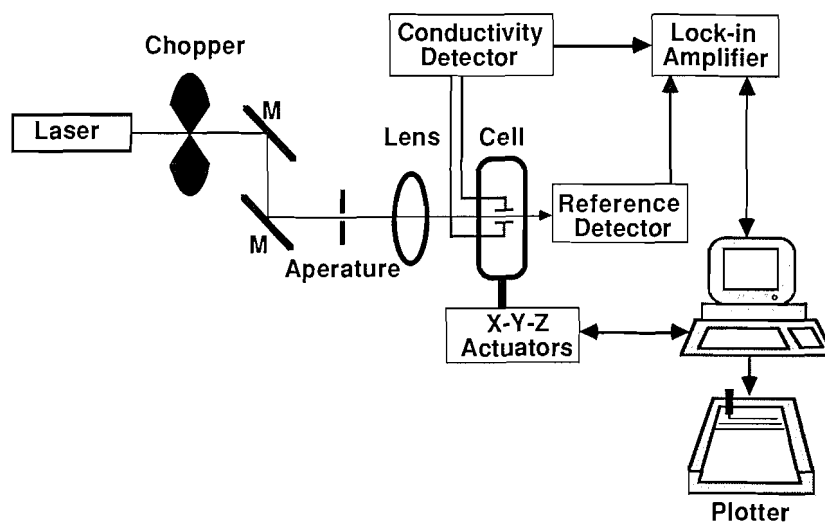 Chopper
Laser
M
M
Aperature
Lens
Conductivity
Detector
Cell
Lock-in
Amplifier
Reference
Detector
X-Y-Z
Actuators
Plotter